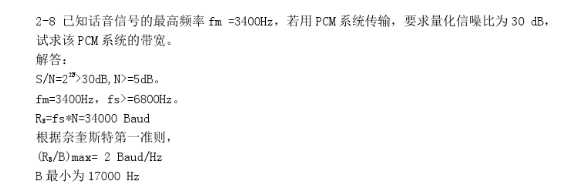 2-8 已知话音信号的最高频率 fm =3400Hz，若用 PCM 系统传输，要求量化信噪比为 30 dB，
试求该 PCM 系统的带宽。
解答：
S/N=2²ᴺ>30dB,N>=5dB。
fm=3400Hz，fs>=6800Hz。
R_B=fs*N=34000 Baud
根据奈奎斯特第一准则，
(R_B/B)max= 2 Baud/Hz
B 最小为 17000 Hz